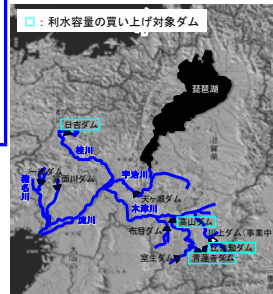 □：利水容量の買い上げ対象ダム
琵琶湖
滋賀県
日吉ダム
桂川
宇治川
一庫ダム
猪名川
天ヶ瀬ダム
木津川
淀川
高山ダム
布目ダム
川上ダム(事業中)
比奈知ダム
室生ダム
青蓮寺ダム